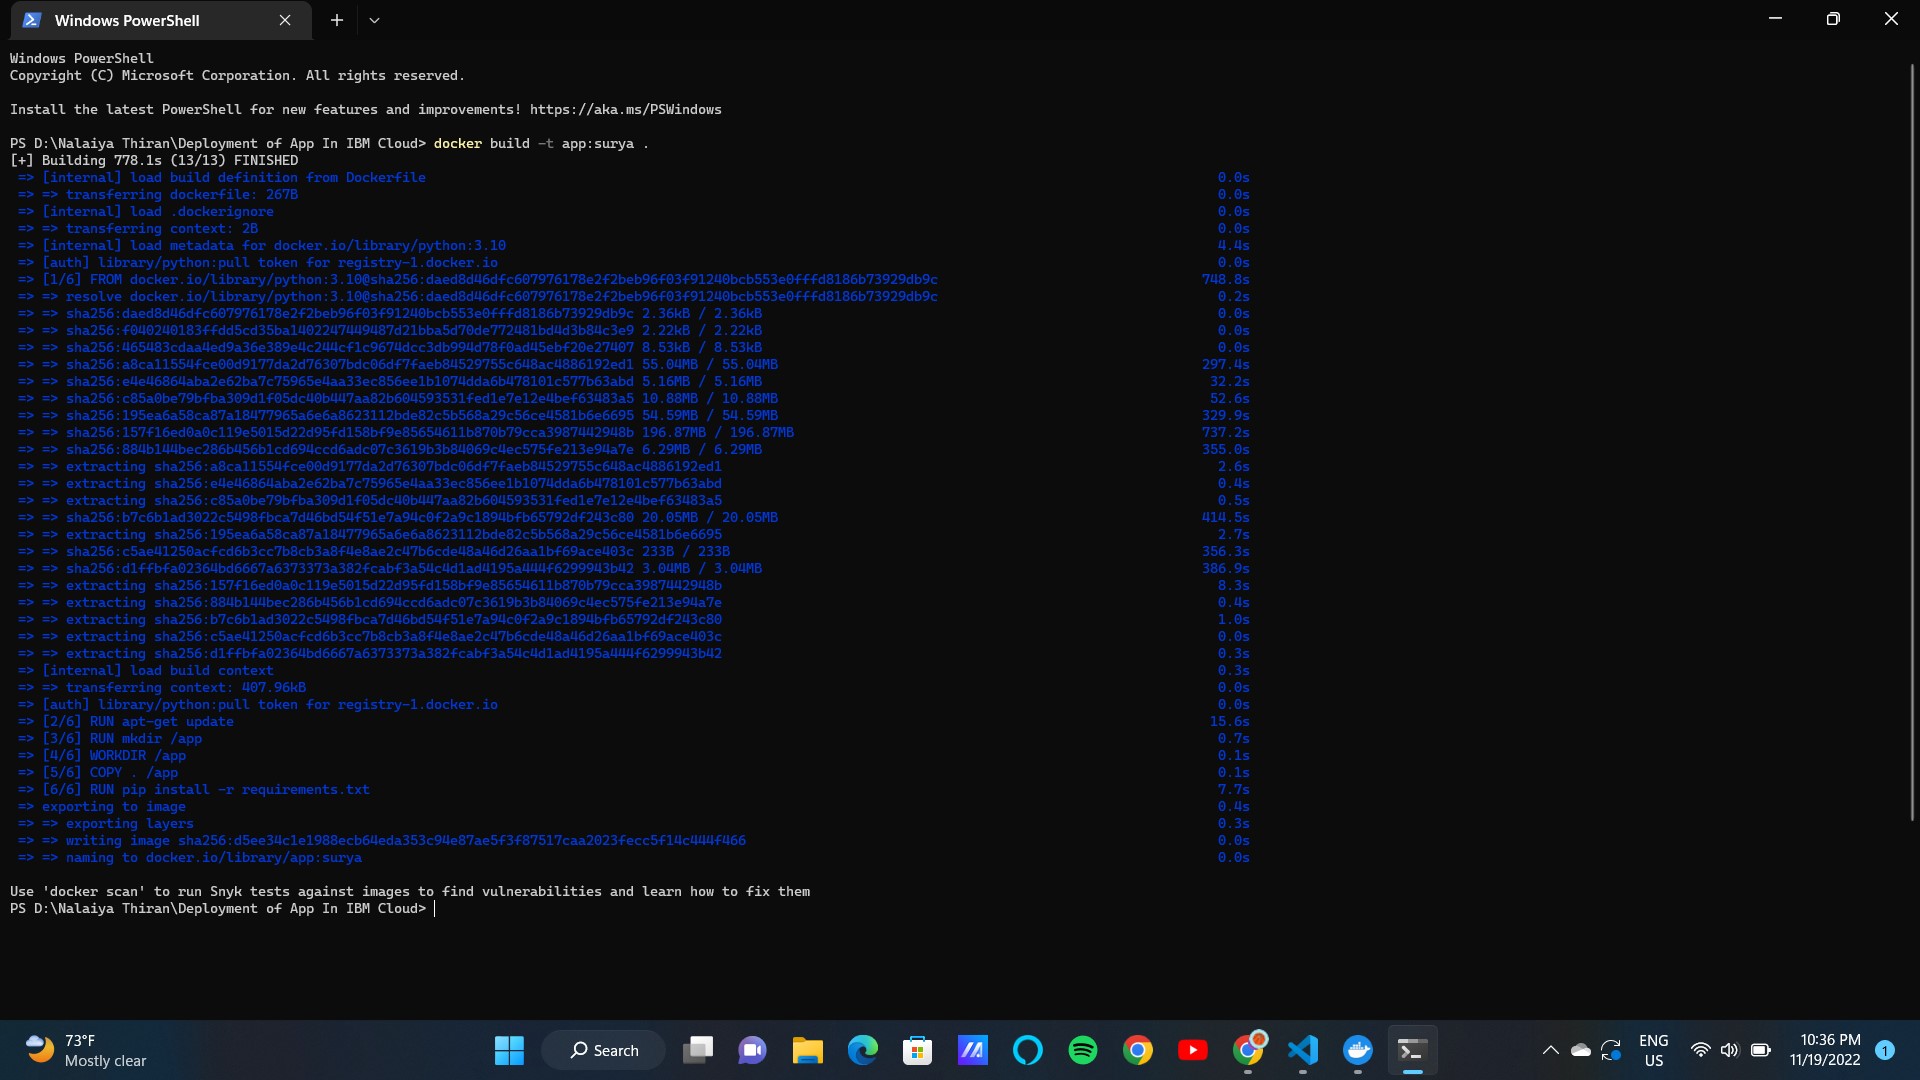 Windows PowerShell
Windows PowerShell
Copyright (C) Microsoft Corporation. All rights reserved.
Install the latest PowerShell for new features and improvements! https://aka.ms/PSWindows
PS D:\Nalaiya Thiran\Deployment of App In IBM Cloud> docker build -t app:surya .
[+] Building 778.1s (13/13) FINISHED
=> [internal] load build definition from Dockerfile 0.0s
=> => transferring dockerfile: 267B 0.0s
=> [internal] load .dockerignore 0.0s
=> => transferring context: 2B 0.0s
=> [internal] load metadata for docker.io/library/python:3.10 4.4s
=> [auth] library/python:pull token for registry-1.docker.io 0.0s
=> [1/6] FROM docker.io/library/python:3.10@sha256:daed8d46dfc607976178e2f2beb96f03f91240bcb553e0fffd8186b73929db9c 748.8s
=> => resolve docker.io/library/python:3.10@sha256:daed8d46dfc607976178e2f2beb96f03f91240bcb553e0fffd8186b73929db9c 0.2s
=> => sha256:daed8d46dfc607976178e2f2beb96f03f91240bcb553e0fffd8186b73929db9c 2.36kB / 2.36kB 0.0s
=> => sha256:f040240183ffdd5cd35ba1402247449487d21bba5d70de772481bd4d3b84c3e9 2.22kB / 2.22kB 0.0s
=> => sha256:465483cdaa4ed9a36e389e4c244cf1c9674dcc3db994d78f0ad45ebf20e27407 8.53kB / 8.53kB 0.0s
=> => sha256:a8ca11554fce00d9177da2d76307bdc06df7faeb84529755c648ac4886192ed1 55.04MB / 55.04MB 297.4s
=> => sha256:e4e46864aba2e62ba7c75965e4aa33ec856ee1b1074dda6b478101c577b63abd 5.16MB / 5.16MB 32.2s
=> => sha256:c85a0be79bfba309d1f05dc40b447aa82b604593531fed1e7e12e4bef63483a5 10.88MB / 10.88MB 52.6s
=> => sha256:195ea6a58ca87a18477965a6e6a8623112bde82c5b568a29c56ce4581b6e6695 54.59MB / 54.59MB 329.9s
=> => sha256:157f16ed0a0c119e5015d22d95fd158bf9e85654611b870b79cca3987442948b 196.87MB / 196.87MB 737.2s
=> => sha256:884b144bec286b456b1cd694ccd6adc07c3619b3b84069c4ec575fe213e94a7e 6.29MB / 6.29MB 355.0s
=> => extracting sha256:a8ca11554fce00d9177da2d76307bdc06df7faeb84529755c648ac4886192ed1 2.6s
=> => extracting sha256:e4e46864aba2e62ba7c75965e4aa33ec856ee1b1074dda6b478101c577b63abd 0.4s
=> => extracting sha256:c85a0be79bfba309d1f05dc40b447aa82b604593531fed1e7e12e4bef63483a5 0.5s
=> => sha256:b7c6b1ad3022c5498fbca7d46bd54f51e7a94c0f2a9c1894bfb65792df243c80 20.05MB / 20.05MB 414.5s
=> => extracting sha256:195ea6a58ca87a18477965a6e6a8623112bde82c5b568a29c56ce4581b6e6695 2.7s
=> => sha256:c5ae41250acfcd6b3cc7b8cb3a8f4e8ae2c47b6cde48a46d26aa1bf69ace403c 233B / 233B 356.3s
=> => sha256:d1ffbfa02364bd6667a6373373a382fcabf3a54c4d1ad4195a444f6299943b42 3.04MB / 3.04MB 386.9s
=> => extracting sha256:157f16ed0a0c119e5015d22d95fd158bf9e85654611b870b79cca3987442948b 8.3s
=> => extracting sha256:884b144bec286b456b1cd694ccd6adc07c3619b3b84069c4ec575fe213e94a7e 0.4s
=> => extracting sha256:b7c6b1ad3022c5498fbca7d46bd54f51e7a94c0f2a9c1894bfb65792df243c80 1.0s
=> => extracting sha256:c5ae41250acfcd6b3cc7b8cb3a8f4e8ae2c47b6cde48a46d26aa1bf69ace403c 0.0s
=> => extracting sha256:d1ffbfa02364bd6667a6373373a382fcabf3a54c4d1ad4195a444f6299943b42 0.3s
=> [internal] load build context 0.3s
=> => transferring context: 407.96kB 0.0s
=> [auth] library/python:pull token for registry-1.docker.io 0.0s
=> [2/6] RUN apt-get update 15.6s
=> [3/6] RUN mkdir /app 0.7s
=> [4/6] WORKDIR /app 0.1s
=> [5/6] COPY . /app 0.1s
=> [6/6] RUN pip install -r requirements.txt 7.7s
=> exporting to image 0.4s
=> => exporting layers 0.3s
=> => writing image sha256:d5ee34c1e1988ecb64eda353c94e87ae5f3f87517caa2023fecc5f14c444f466 0.0s
=> => naming to docker.io/library/app:surya 0.0s
Use 'docker scan' to run Snyk tests against images to find vulnerabilities and learn how to fix them
PS D:\Nalaiya Thiran\Deployment of App In IBM Cloud>
73°F
Mostly clear
Search
ENG
US
10:36 PM
11/19/2022
1